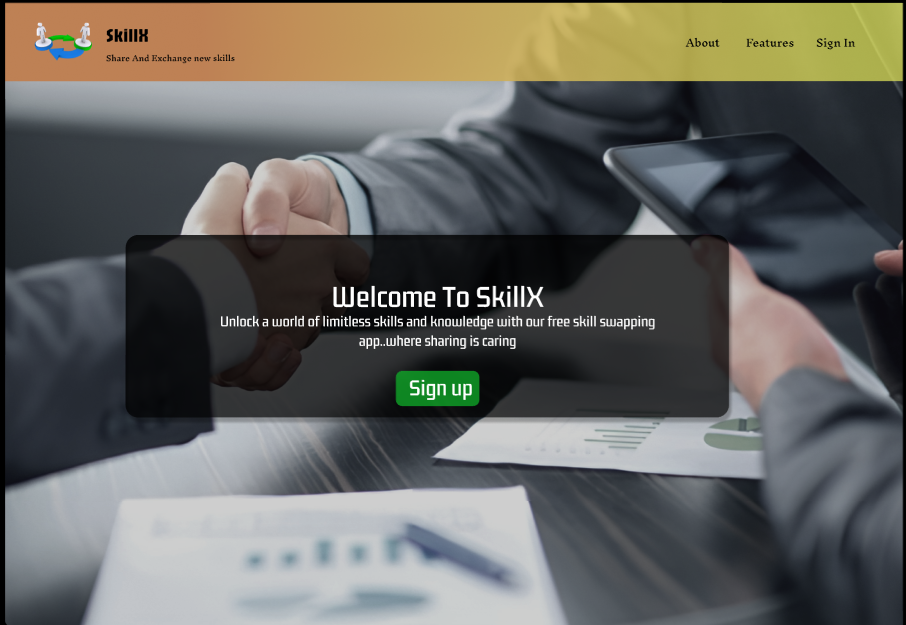 SkillX
Share And Exchange new skills
About
Features
Sign In
Welcome To SkillX
Unlock a world of limitless skills and knowledge with our free skill swapping
app..where sharing is caring
Sign up